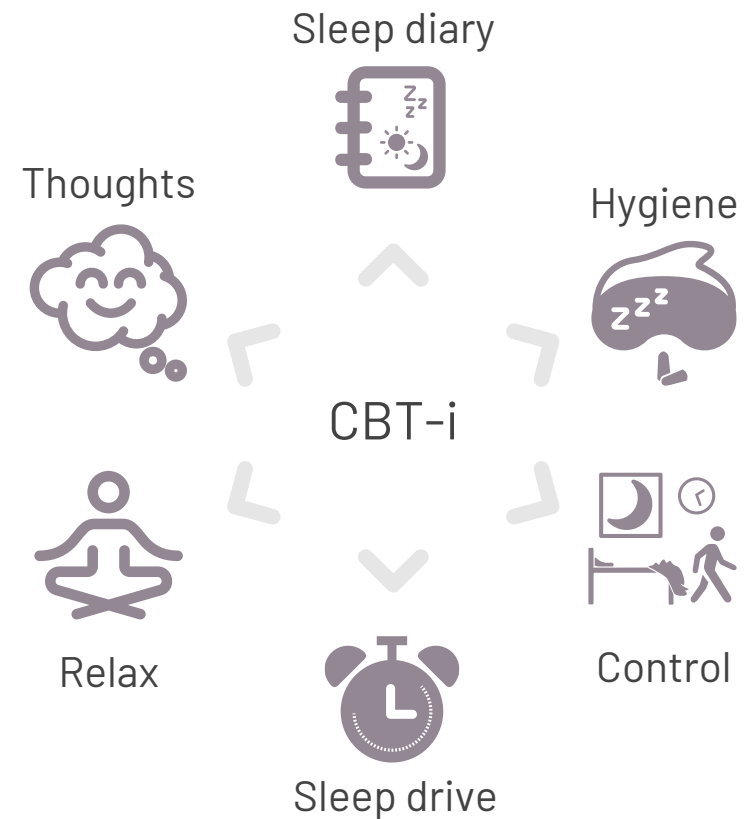 Sleep diary
Thoughts
Hygiene
CBT-i
Relax
Control
Sleep drive